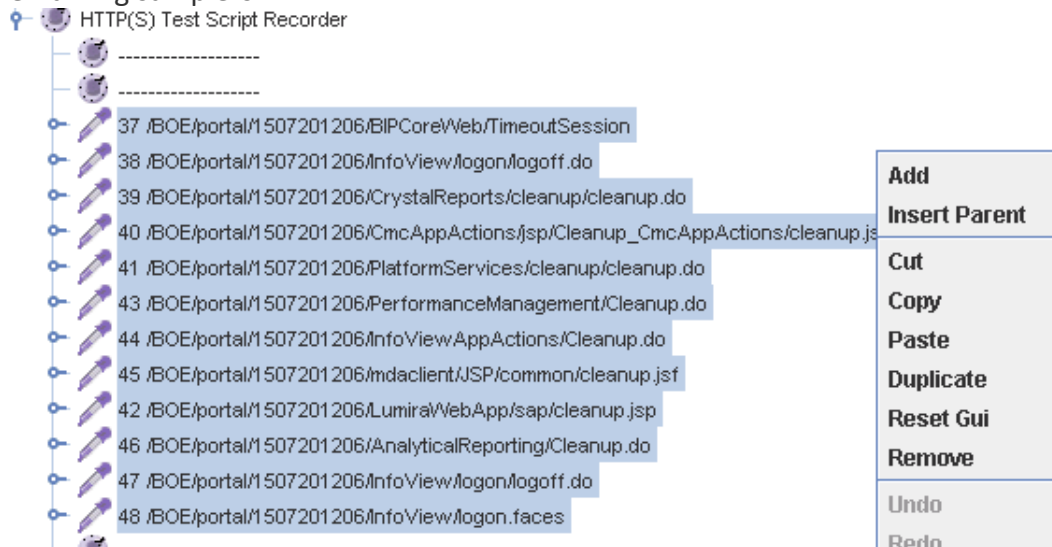 HTTP(S) Test Script Recorder
-------------------
-------------------
37 /BOE/portal/1507201206/BIPCoreWeb/TimeoutSession
38 /BOE/portal/1507201206/InfoView/logon/logoff.do
39 /BOE/portal/1507201206/CrystalReports/cleanup/cleanup.do
40 /BOE/portal/1507201206/CmcAppActions/jsp/Cleanup_CmcAppActions/cleanup.js
41 /BOE/portal/1507201206/PlatformServices/cleanup/cleanup.do
43 /BOE/portal/1507201206/PerformanceManagement/Cleanup.do
44 /BOE/portal/1507201206/InfoViewAppActions/Cleanup.do
45 /BOE/portal/1507201206/mdaclient/JSP/common/cleanup.jsf
42 /BOE/portal/1507201206/LumiraWebApp/sap/cleanup.jsp
46 /BOE/portal/1507201206/AnalyticalReporting/Cleanup.do
47 /BOE/portal/1507201206/InfoView/logon/logoff.do
48 /BOE/portal/1507201206/InfoView/logon.faces
Add
Insert Parent
Cut
Copy
Paste
Duplicate
Reset Gui
Remove
Undo
Redo